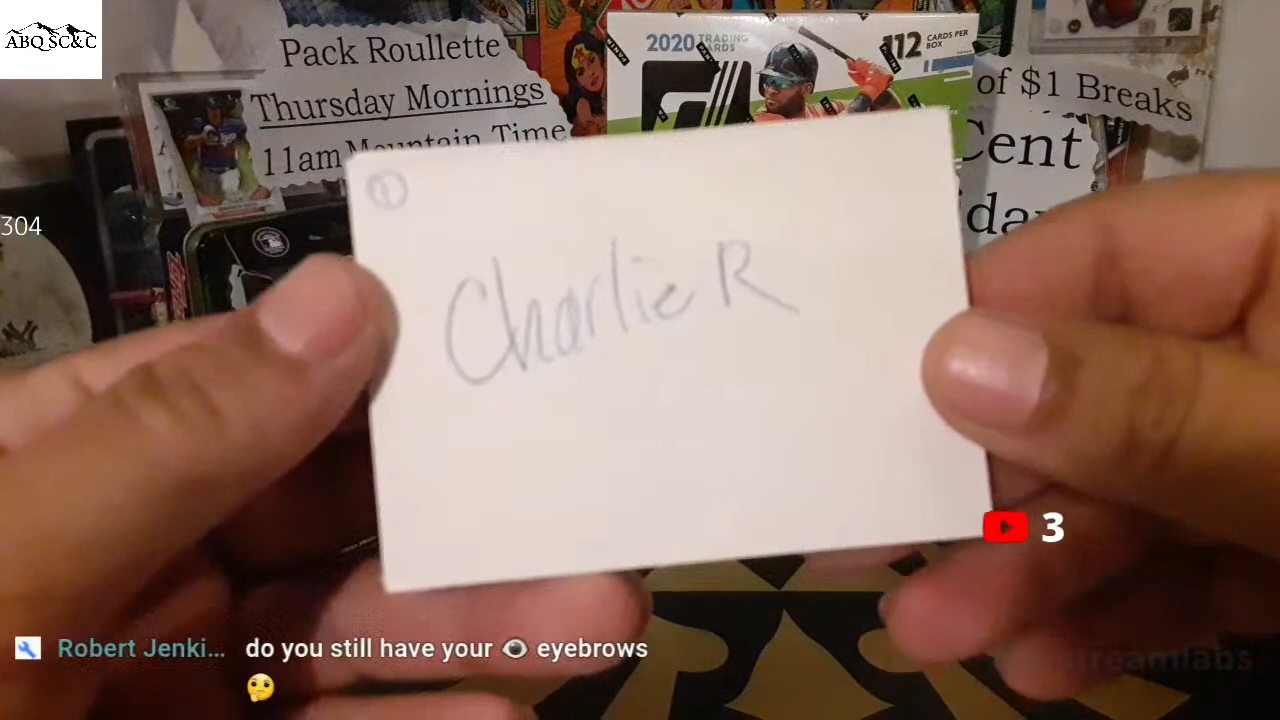 ABQ SC&C
Pack Roullette
Thursday Mornings
11am Mountain Time
2020 TRADING CARDS
112 CARDS PER BOX
of $1 Breaks
Cent
304
①
Charlie R
3
Robert Jenki... do you still have your 👁 eyebrows
🤔
streamlabs